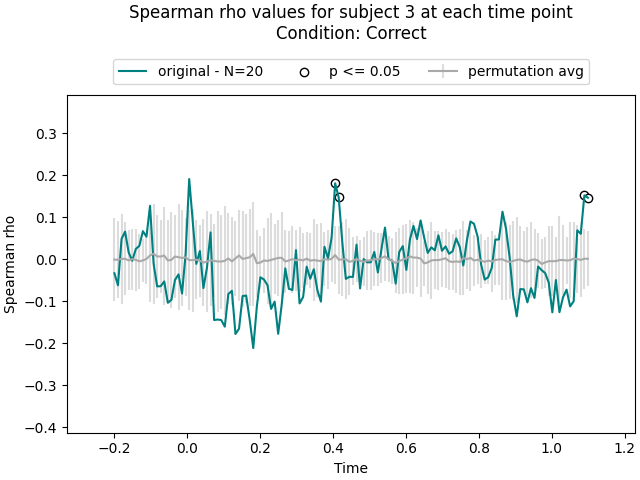 Spearman rho values for subject 3 at each time point
Condition: Correct
original - N=20
p <= 0.05
permutation avg
Spearman rho
0.3
0.2
0.1
0.0
−0.1
−0.2
−0.3
−0.4
−0.2
0.0
0.2
0.4
0.6
0.8
1.0
1.2
Time